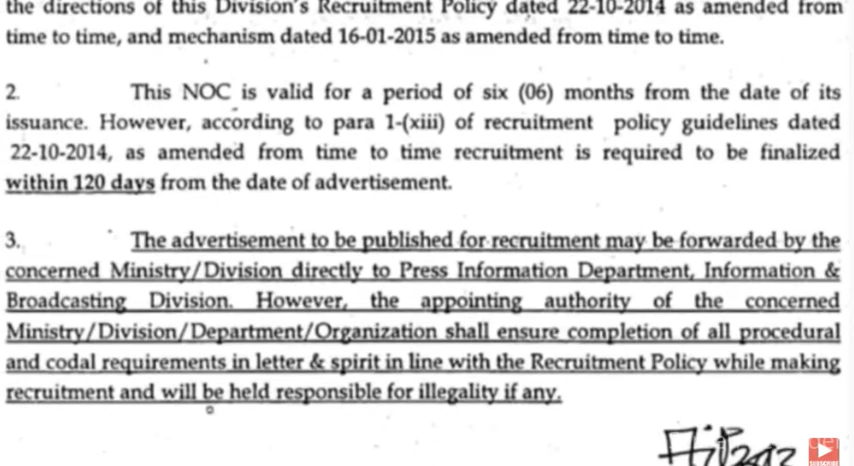 the directions of this Division's Recruitment Policy dated 22-10-2014 as amended from
time to time, and mechanism dated 16-01-2015 as amended from time to time.
2. This NOC is valid for a period of six (06) months from the date of its
issuance. However, according to para 1-(xiii) of recruitment policy guidelines dated
22-10-2014, as amended from time to time recruitment is required to be finalized
within 120 days from the date of advertisement.
3. The advertisement to be published for recruitment may be forwarded by the
concerned Ministry/Division directly to Press Information Department, Information &
Broadcasting Division. However, the appointing authority of the concerned
Ministry/Division/Department/Organization shall ensure completion of all procedural
and codal requirements in letter & spirit in line with the Recruitment Policy while making
recruitment and will be held responsible for illegality if any.
SUBSCRIBE